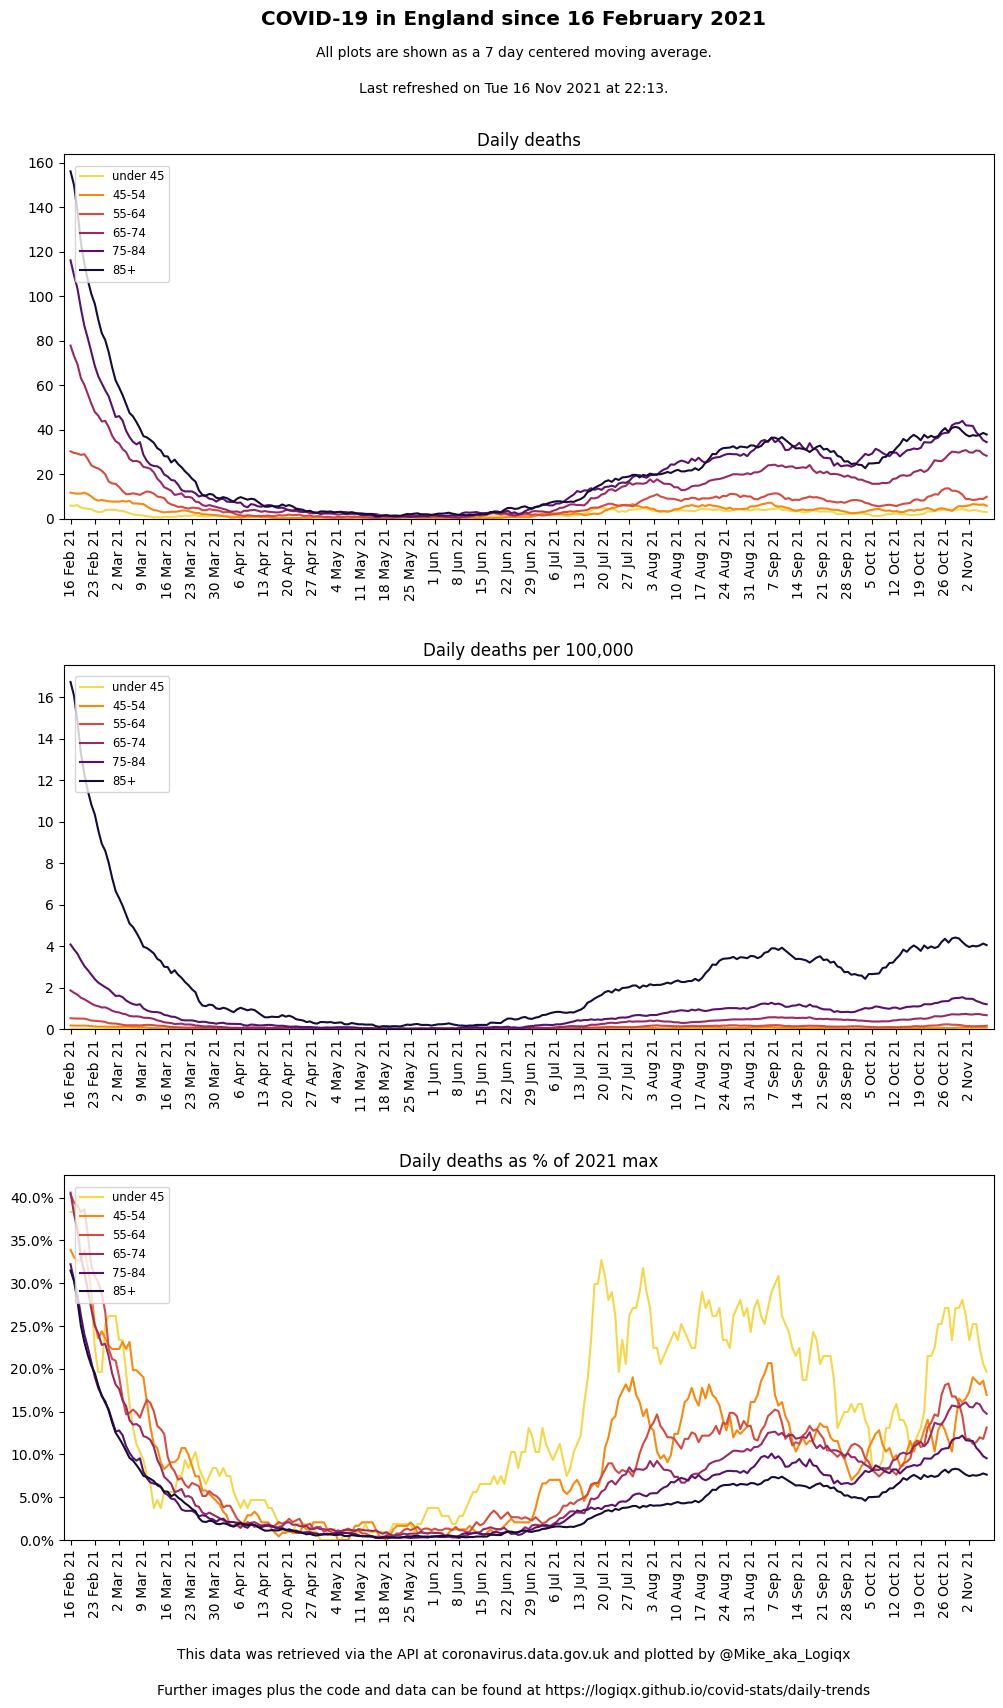 COVID-19 in England since 16 February 2021
All plots are shown as a 7 day centered moving average.
Last refreshed on Tue 16 Nov 2021 at 22:13.
Daily deaths
160
140
120
100
80
60
40
20
0
under 45
45-54
55-64
65-74
75-84
85+
16 Feb 21
23 Feb 21
2 Mar 21
9 Mar 21
16 Mar 21
23 Mar 21
30 Mar 21
6 Apr 21
13 Apr 21
20 Apr 21
27 Apr 21
4 May 21
11 May 21
18 May 21
25 May 21
1 Jun 21
8 Jun 21
15 Jun 21
22 Jun 21
29 Jun 21
6 Jul 21
13 Jul 21
20 Jul 21
27 Jul 21
3 Aug 21
10 Aug 21
17 Aug 21
24 Aug 21
31 Aug 21
7 Sep 21
14 Sep 21
21 Sep 21
28 Sep 21
5 Oct 21
12 Oct 21
19 Oct 21
26 Oct 21
2 Nov 21
Daily deaths per 100,000
16
14
12
10
8
6
4
2
0
under 45
45-54
55-64
65-74
75-84
85+
16 Feb 21
23 Feb 21
2 Mar 21
9 Mar 21
16 Mar 21
23 Mar 21
30 Mar 21
6 Apr 21
13 Apr 21
20 Apr 21
27 Apr 21
4 May 21
11 May 21
18 May 21
25 May 21
1 Jun 21
8 Jun 21
15 Jun 21
22 Jun 21
29 Jun 21
6 Jul 21
13 Jul 21
20 Jul 21
27 Jul 21
3 Aug 21
10 Aug 21
17 Aug 21
24 Aug 21
31 Aug 21
7 Sep 21
14 Sep 21
21 Sep 21
28 Sep 21
5 Oct 21
12 Oct 21
19 Oct 21
26 Oct 21
2 Nov 21
Daily deaths as % of 2021 max
40.0%
35.0%
30.0%
25.0%
20.0%
15.0%
10.0%
5.0%
0.0%
under 45
45-54
55-64
65-74
75-84
85+
16 Feb 21
23 Feb 21
2 Mar 21
9 Mar 21
16 Mar 21
23 Mar 21
30 Mar 21
6 Apr 21
13 Apr 21
20 Apr 21
27 Apr 21
4 May 21
11 May 21
18 May 21
25 May 21
1 Jun 21
8 Jun 21
15 Jun 21
22 Jun 21
29 Jun 21
6 Jul 21
13 Jul 21
20 Jul 21
27 Jul 21
3 Aug 21
10 Aug 21
17 Aug 21
24 Aug 21
31 Aug 21
7 Sep 21
14 Sep 21
21 Sep 21
28 Sep 21
5 Oct 21
12 Oct 21
19 Oct 21
26 Oct 21
2 Nov 21
This data was retrieved via the API at coronavirus.data.gov.uk and plotted by @Mike_aka_Logiqx
Further images plus the code and data can be found at https://logiqx.github.io/covid-stats/daily-trends